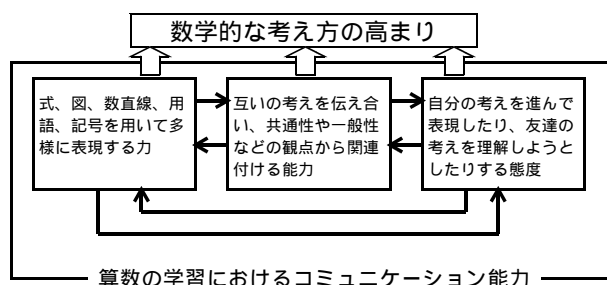 数学的な考え方の高まり
式、図、数直線、用
語、記号を用いて多
様に表現する力
互いの考えを伝え合
い、共通性や一般性
などの観点から関連
付ける能力
自分の考えを進んで
表現したり、友達の
考えを理解しようと
したりする態度
算数の学習におけるコミュニケーション能力